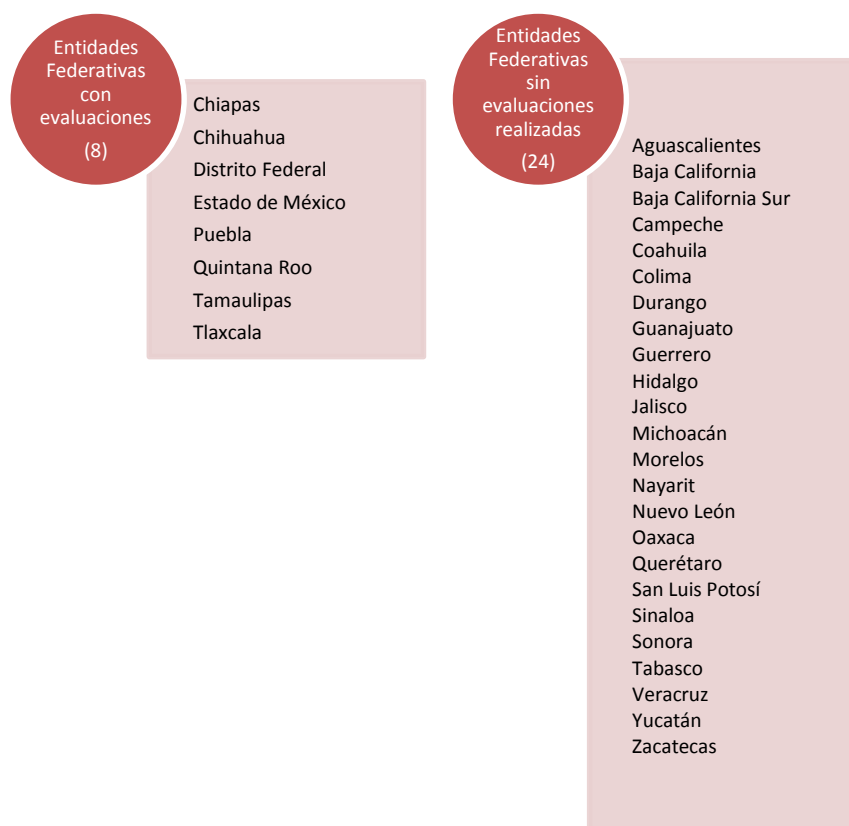 Entidades
Federativas
con
evaluaciones
(8)
Chiapas
Chihuahua
Distrito Federal
Estado de México
Puebla
Quintana Roo
Tamaulipas
Tlaxcala
Entidades
Federativas
sin
evaluaciones
realizadas
(24)
Aguascalientes
Baja California
Baja California Sur
Campeche
Coahuila
Colima
Durango
Guanajuato
Guerrero
Hidalgo
Jalisco
Michoacán
Morelos
Nayarit
Nuevo León
Oaxaca
Querétaro
San Luis Potosí
Sinaloa
Sonora
Tabasco
Veracruz
Yucatán
Zacatecas